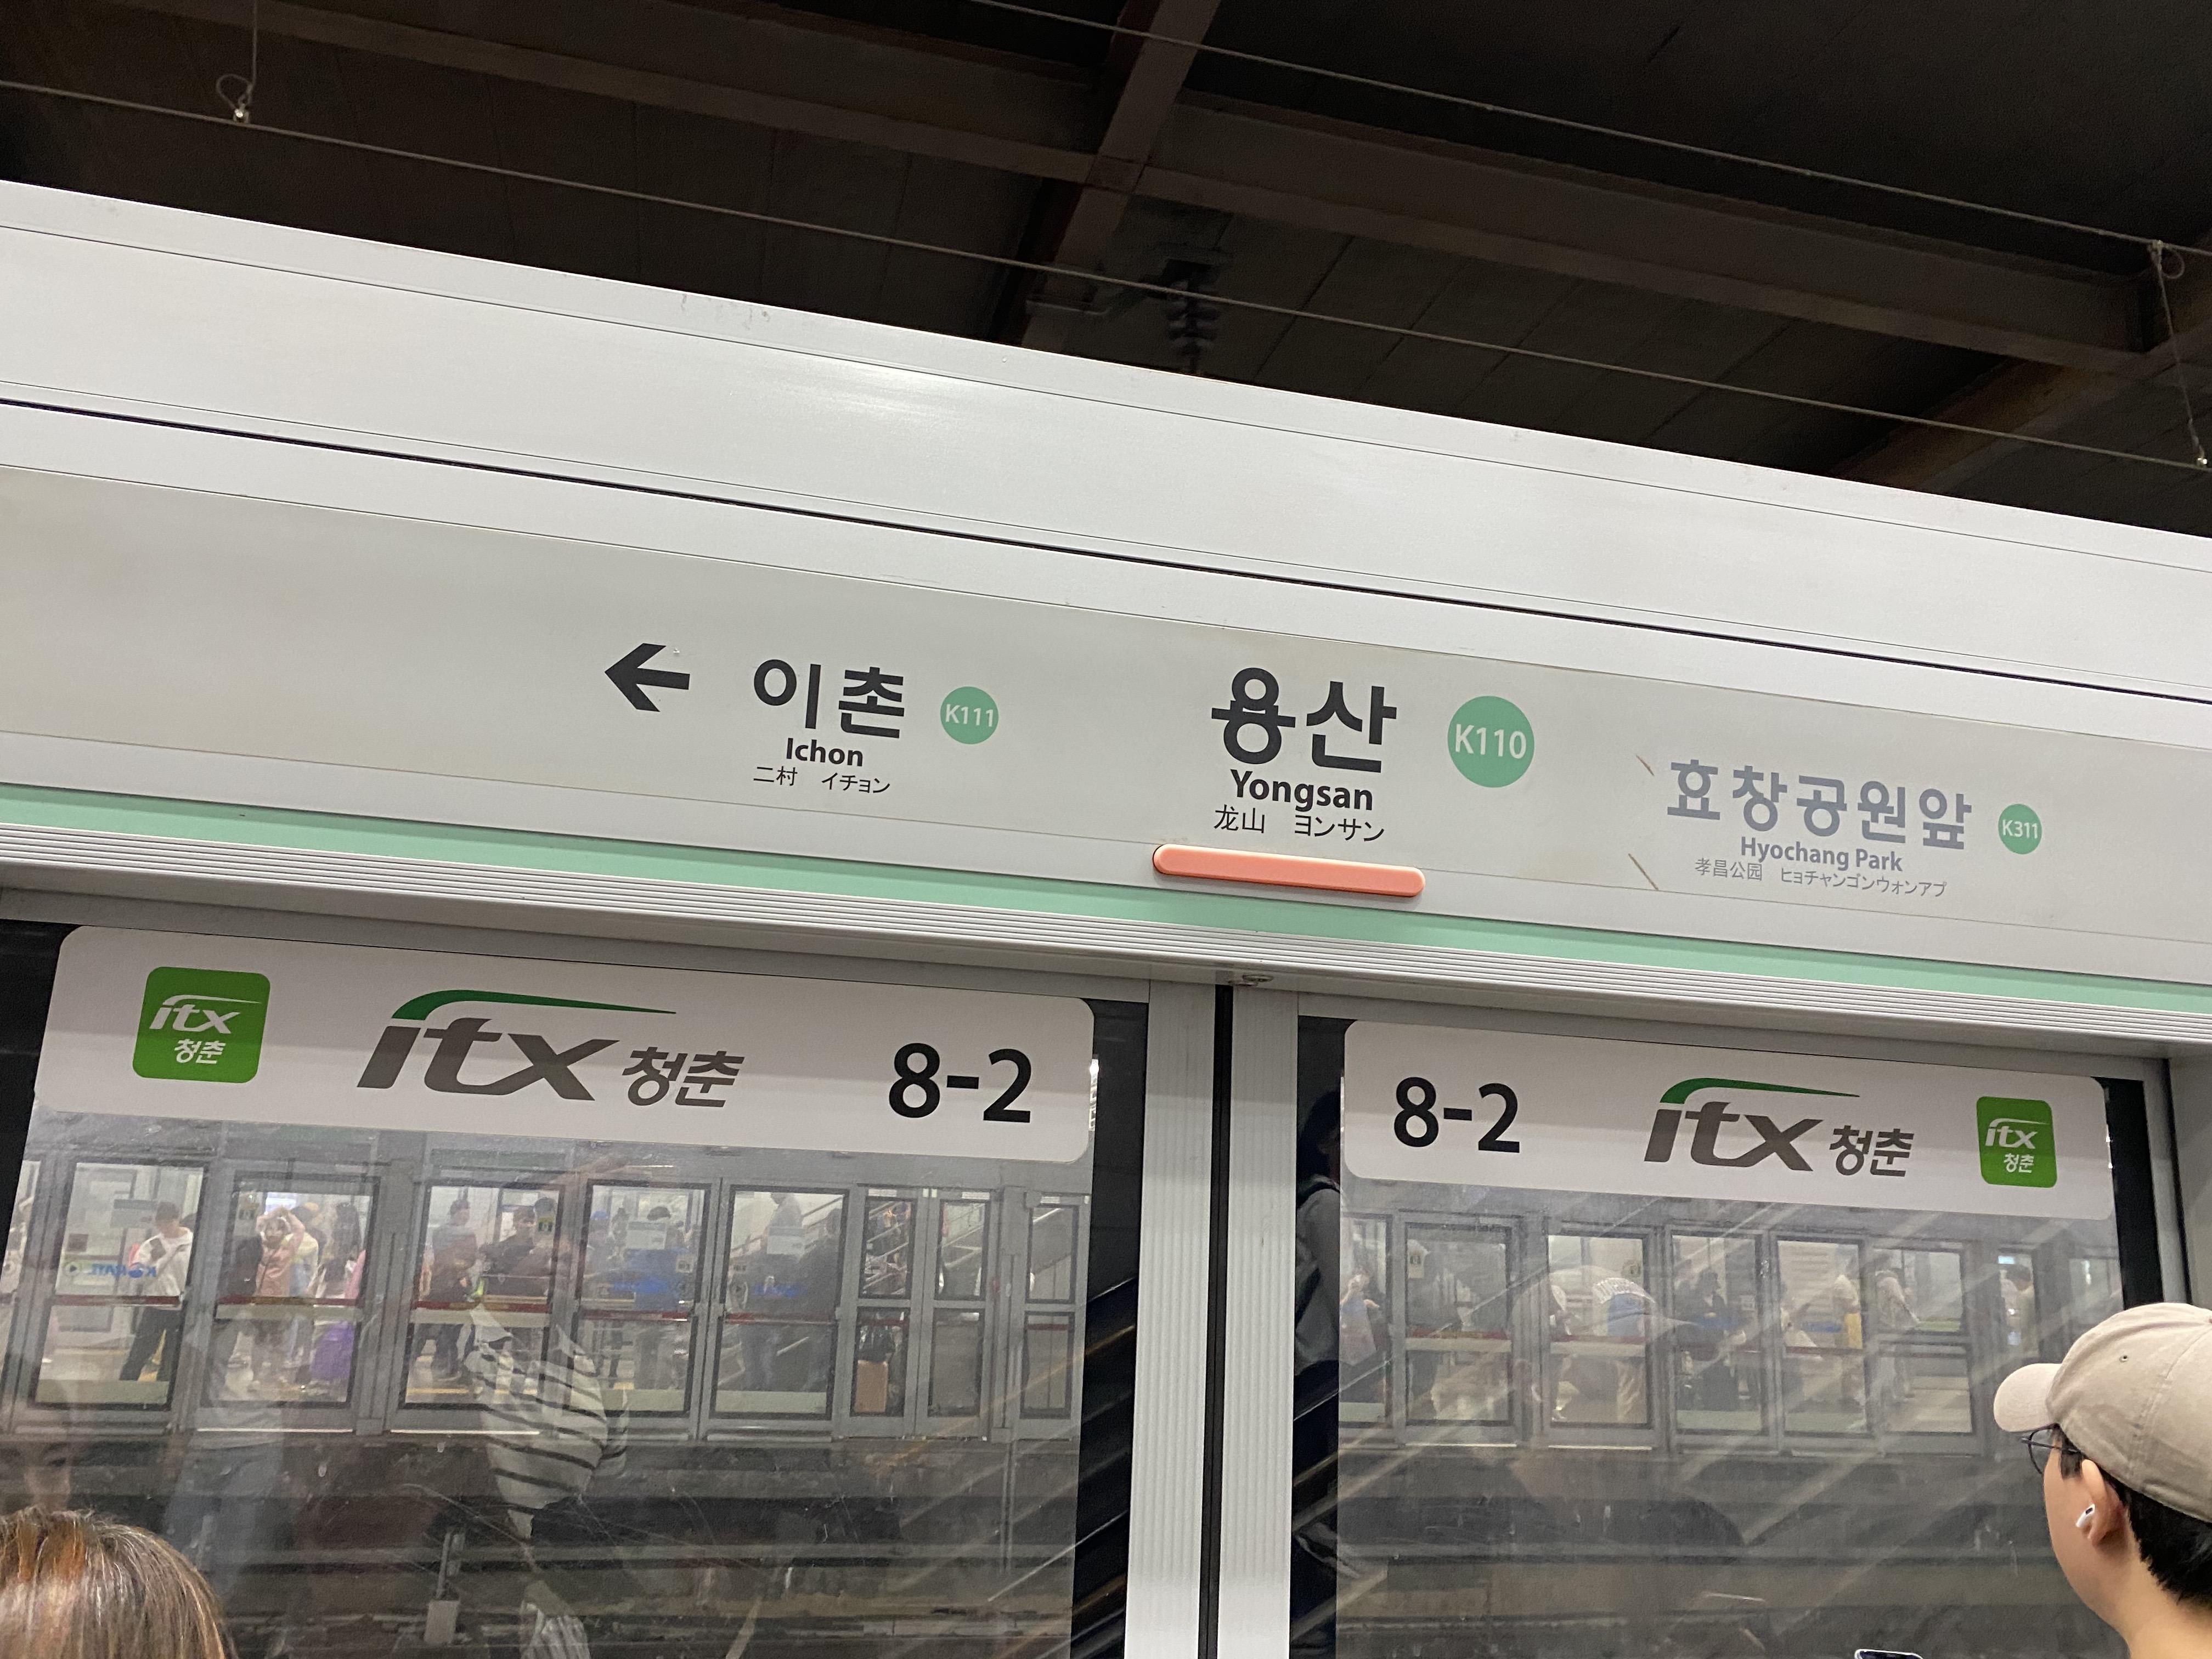 ← 이촌 K111
Ichon
二村 イチョン
용산 K110
Yongsan
龙山 ヨンサン
효창공원앞 K311
Hyochang Park
孝昌公园 ヒョチャンゴンウォンアプ
itx
청춘
itx 청춘
8-2
8-2
itx 청춘
itx
청춘
KORAIL